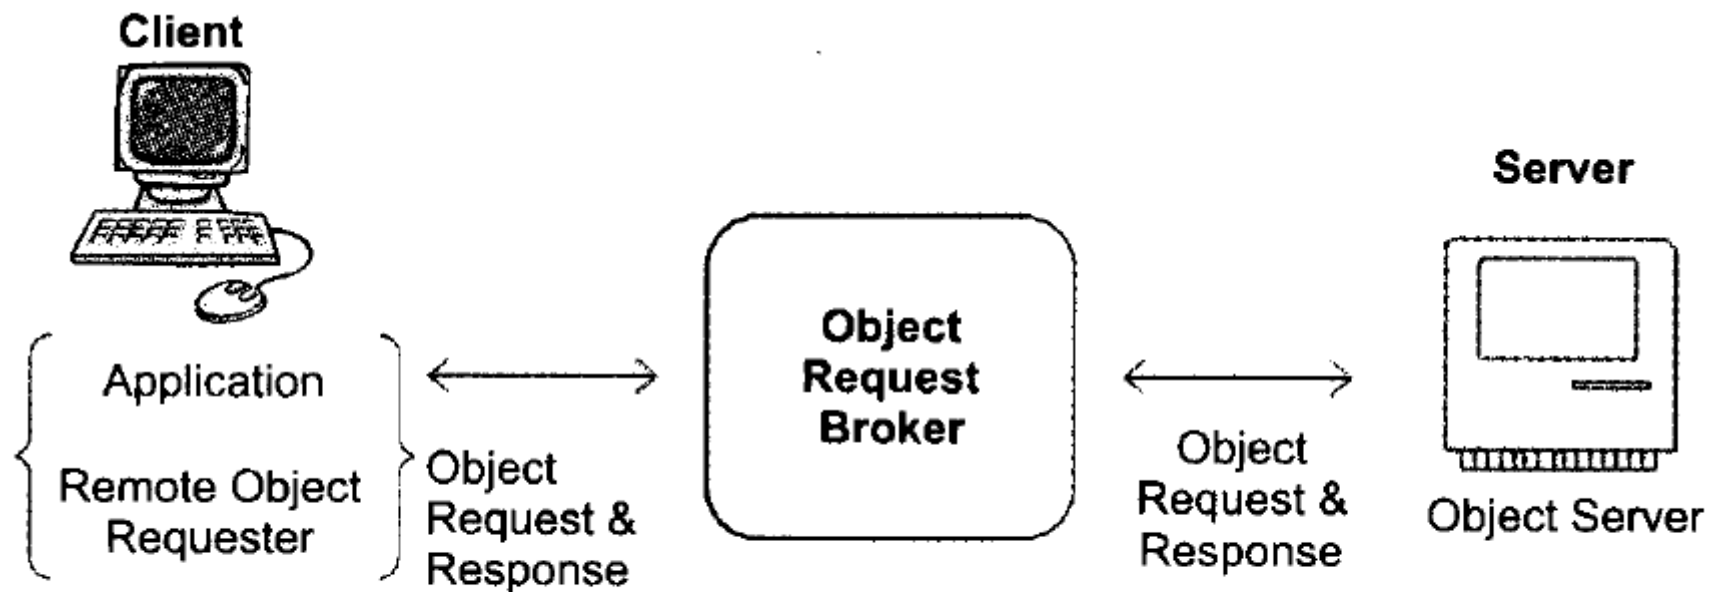 Client
Server
Application
Remote Object
Requester
Object
Request &
Response
Object
Request
Broker
Object
Request &
Response
Object Server